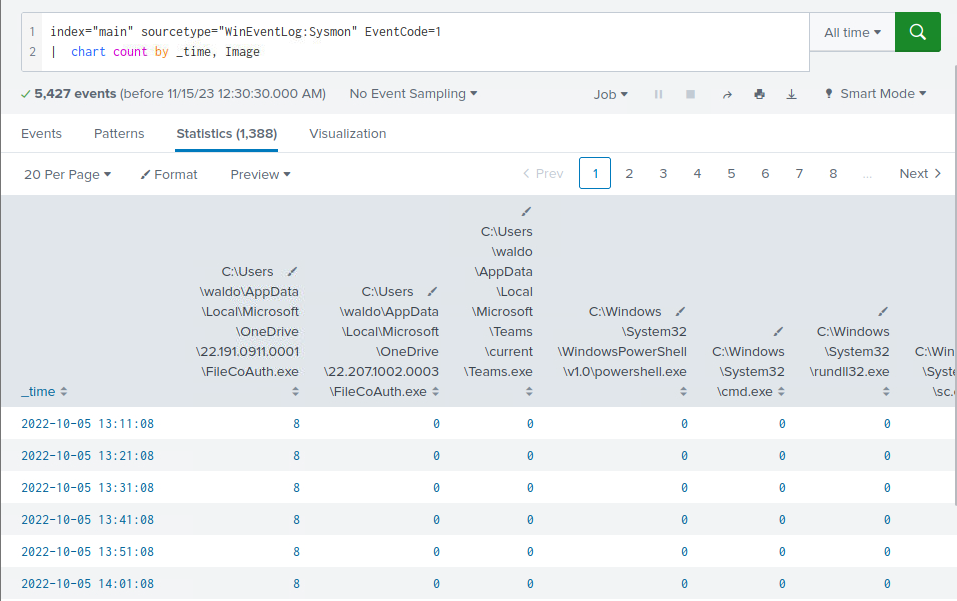 1 index="main" sourcetype="WinEventLog:Sysmon" EventCode=1
2 | chart count by _time, Image
All time
5,427 events (before 11/15/23 12:30:30.000 AM)
No Event Sampling
Job
Smart Mode
Events
Patterns
Statistics (1,388)
Visualization
20 Per Page
Format
Preview
< Prev 1 2 3 4 5 6 7 8 ... Next >
_time
C:\Users
\waldo\AppData
\Local\Microsoft
\OneDrive
\22.191.0911.0001
\FileCoAuth.exe
C:\Users
\waldo\AppData
\Local\Microsoft
\OneDrive
\22.207.1002.0003
\FileCoAuth.exe
C:\Users
\waldo
\AppData
\Local
\Microsoft
\Teams
\current
\Teams.exe
C:\Windows
\System32
\WindowsPowerShell
\v1.0\powershell.exe
C:\Windows
\System32
\cmd.exe
C:\Windows
\System32
\rundll32.exe
2022-10-05 13:11:08 8 0 0 0 0 0
2022-10-05 13:21:08 8 0 0 0 0 0
2022-10-05 13:31:08 8 0 0 0 0 0
2022-10-05 13:41:08 8 0 0 0 0 0
2022-10-05 13:51:08 8 0 0 0 0 0
2022-10-05 14:01:08 8 0 0 0 0 0